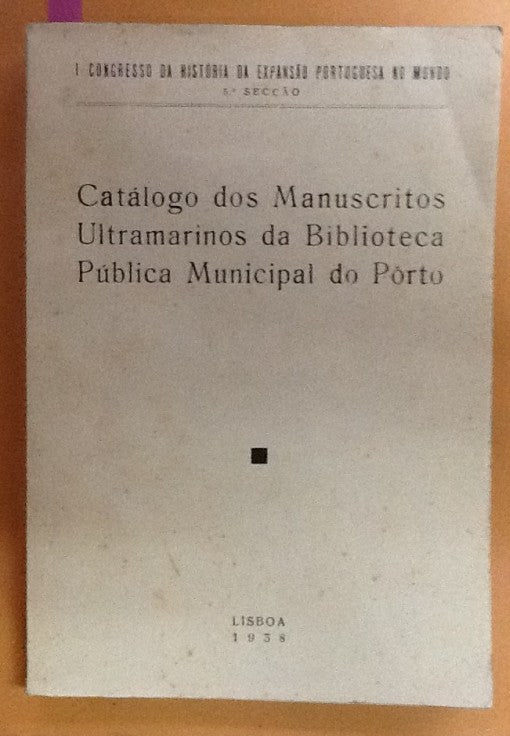 I CONGRESSO DA HISTÓRIA DA EXPANSÃO PORTUGUESA NO MUNDO
5.ª SECCÃO
Catálogo dos Manuscritos
Ultramarinos da Biblioteca
Pública Municipal do Pôrto
LISBOA
1938